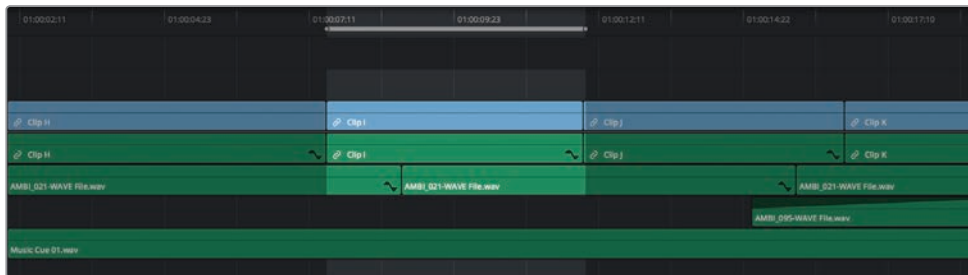 01:00:02:11 01:00:04:23 01:00:07:11 01:00:09:23 01:00:12:11 01:00:14:22 01:00:17:10
Clip H Clip I Clip J Clip K
Clip H Clip I Clip J Clip K
AMBI_021-WAVE File.wav AMBI_021-WAVE File.wav AMBI_021-WAVE File.wav
AMBI_095-WAVE File.wav
Music Cue 01.wav